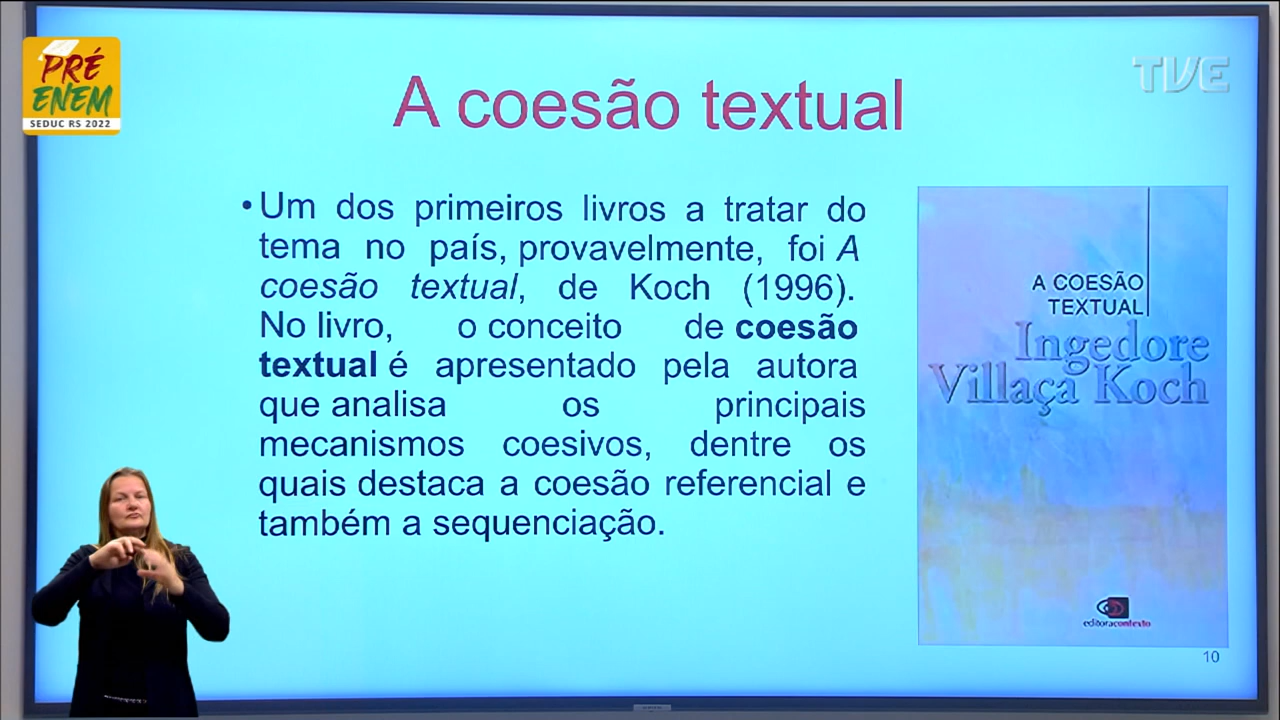 PRÉ
ENEM
SEDUC RS 2022
TVE
A coesão textual
•Um dos primeiros livros a tratar do
tema no país, provavelmente, foi A
coesão textual, de Koch (1996).
No livro, o conceito de coesão
textual é apresentado pela autora
que analisa os principais
mecanismos coesivos, dentre os
quais destaca a coesão referencial e
também a sequenciação.
A COESÃO
TEXTUAL
Ingedore
Villaça Koch
editoracontexto
10